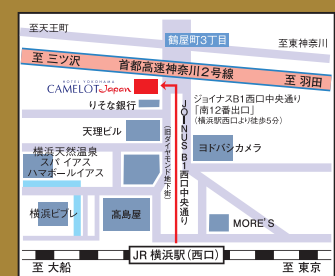 至天王町
鶴屋町3丁目
至東神奈川
至 三ツ沢
首都高速神奈川2号線
至 羽田
HOTEL YOKOHAMA
CAMELOT Japan
りそな銀行
ジョイナスB1西口中央通り
「南12番出口」
(横浜駅西口より徒歩5分)
天理ビル
JOINUS B1西口中央通り
(旧ダイヤモンド地下街)
ヨドバシカメラ
横浜天然温泉
スパ イアス
ハマボールイアス
横浜ビブレ
高島屋
MORE'S
JR 横浜駅(西口)
至 大船
至 東京